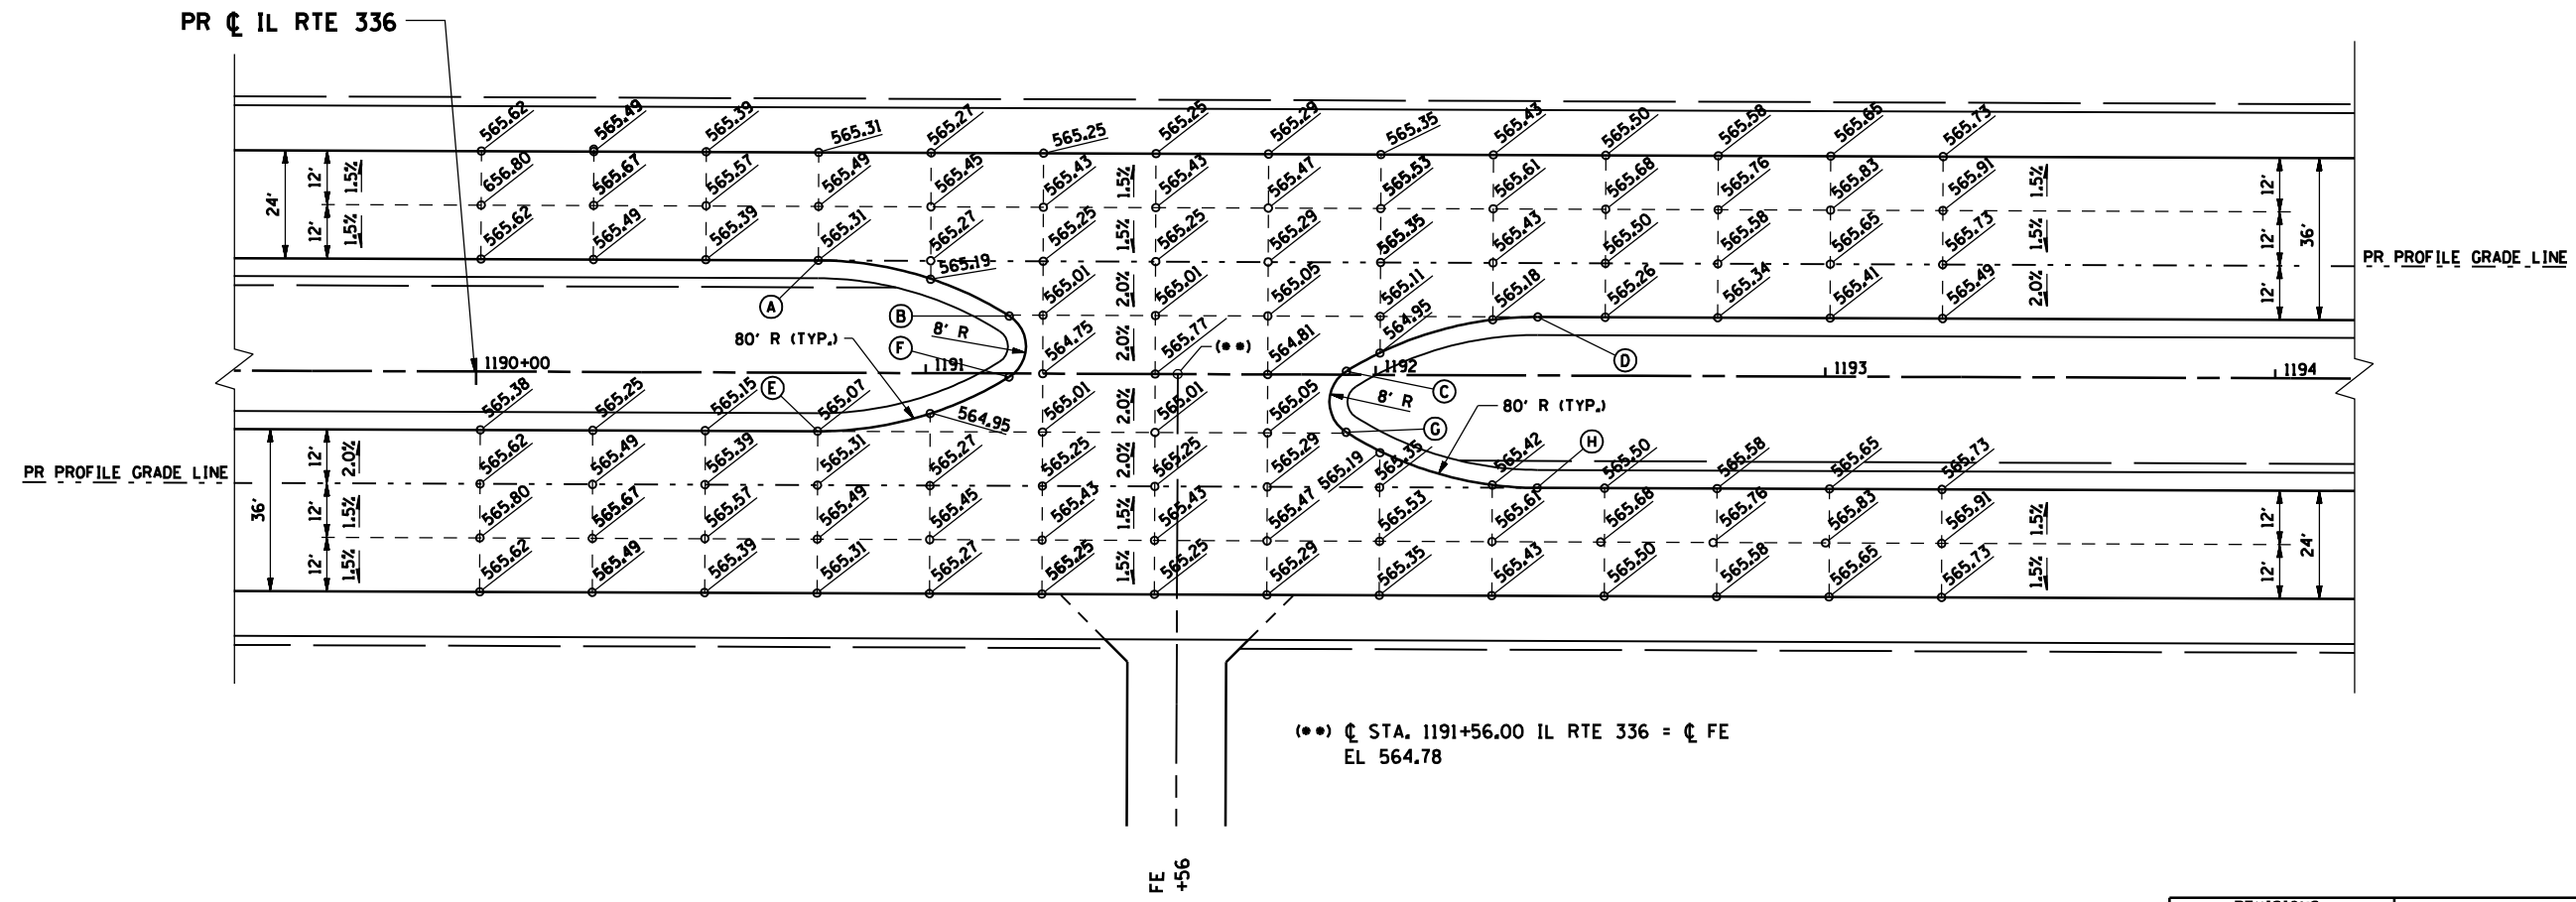 PR ℄ IL RTE 336
565.62 565.49 565.39 565.31 565.27 565.25 565.25 565.29 565.35 565.43 565.50 565.58 565.65 565.73
24' 12' 1.5% 656.80 565.67 565.57 565.49 565.45 565.43 1.5% 565.43 565.47 565.53 565.61 565.68 565.76 565.83 565.91 1.5% 12' 36'
12' 1.5% 565.62 565.49 565.39 565.31 565.27 565.25 1.5% 565.25 565.29 565.35 565.43 565.50 565.58 565.65 565.73 1.5% 12'
PR PROFILE GRADE LINE
565.19
A B 565.01 2.0% 565.01 565.05 565.11 565.18 565.26 565.34 565.41 565.49 2.0% 12'
80' R (TYP.) 8' R 564.95
F 564.75 2.0% 565.77 (**) 564.81 D
1190+00 1191 1192 1193 1194
565.38 565.25 565.15 E 565.07 564.95 565.01 2.0% 565.01 565.05 8' R C 80' R (TYP.)
G H
PR PROFILE GRADE LINE
36' 12' 2.0% 565.62 565.49 565.39 565.31 565.27 565.25 2.0% 565.25 565.29 565.19 565.35 565.42 565.50 565.58 565.65 565.73
12' 1.5% 565.80 565.67 565.57 565.49 565.45 565.43 1.5% 565.43 565.47 565.53 565.61 565.68 565.76 565.83 565.91 1.5% 12' 24'
12' 1.5% 565.62 565.49 565.39 565.31 565.27 565.25 1.5% 565.25 565.29 565.35 565.43 565.50 565.58 565.65 565.73 1.5% 12'
(**) ℄ STA. 1191+56.00 IL RTE 336 = ℄ FE
EL 564.78
FE
+56